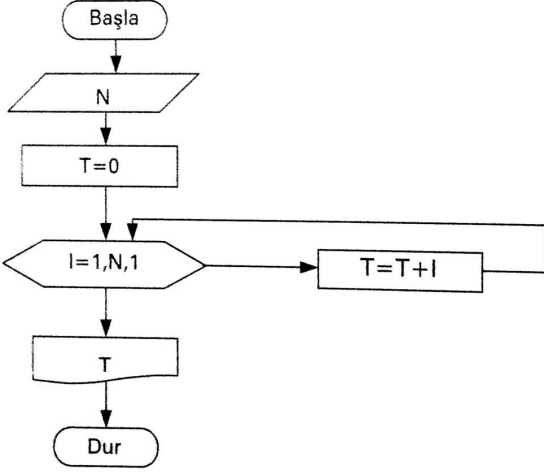 Başla
N
T=0
I=1,N,1
T=T+I
T
Dur